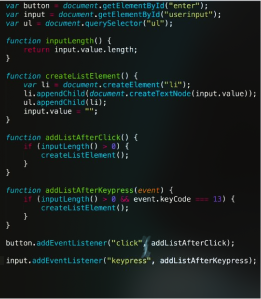 var button = document.getElementById("enter");
var input = document.getElementById("userinput");
var ul = document.querySelector("ul");
function inputLength() {
return input.value.length;
}
function createListElement() {
var li = document.createElement("li");
li.appendChild(document.createTextNode(input.value));
ul.appendChild(li);
input.value = "";
}
function addListAfterClick() {
if (inputLength() > 0) {
createListElement();
}
}
function addListAfterKeypress(event) {
if (inputLength() > 0 && event.keyCode === 13) {
createListElement();
}
}
button.addEventListener("click", addListAfterClick);
input.addEventListener("keypress", addListAfterKeypress);